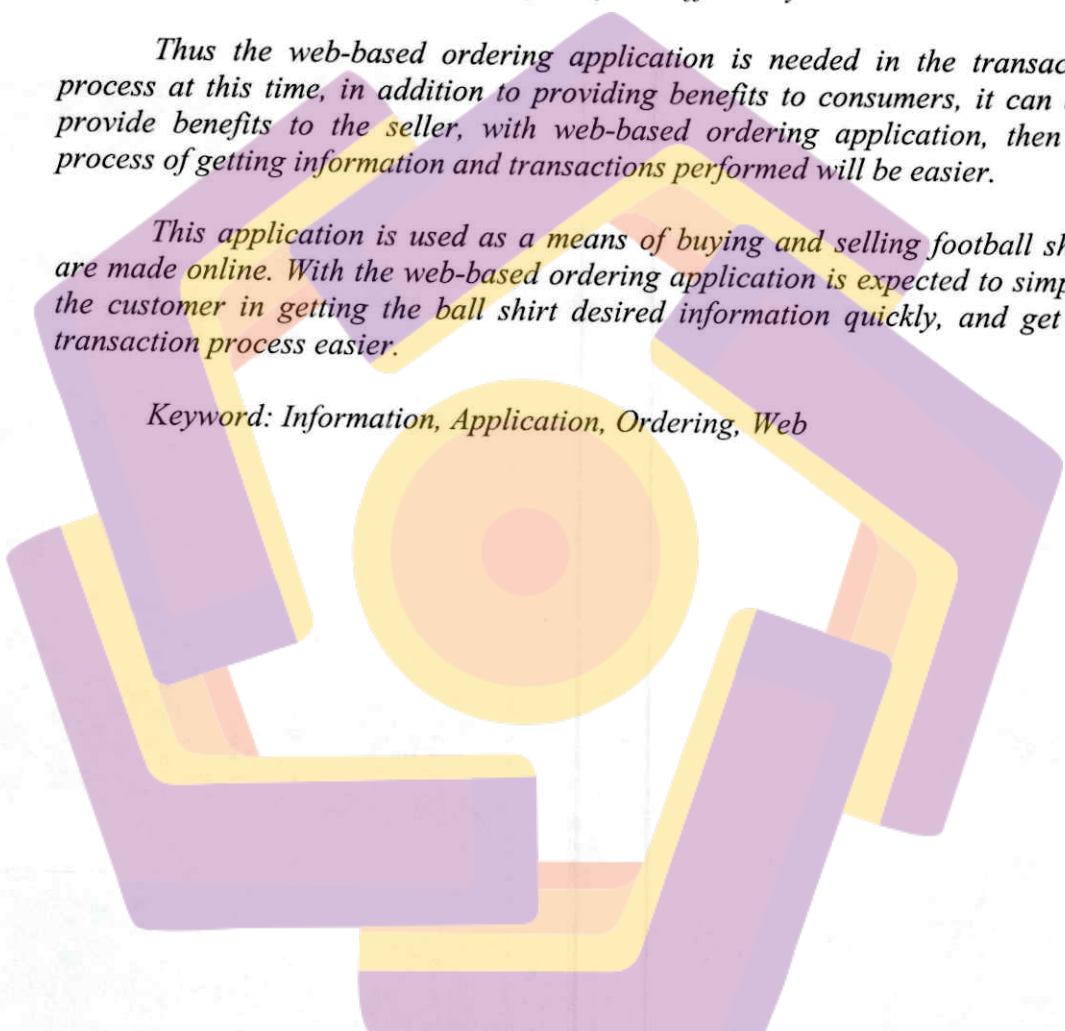 Thus the web-based ordering application is needed in the transac
process at this time, in addition to providing benefits to consumers, it can
provide benefits to the seller, with web-based ordering application, then
process of getting information and transactions performed will be easier.
This application is used as a means of buying and selling football sh
are made online. With the web-based ordering application is expected to simp
the customer in getting the ball shirt desired information quickly, and get
transaction process easier.
Keyword: Information, Application, Ordering, Web